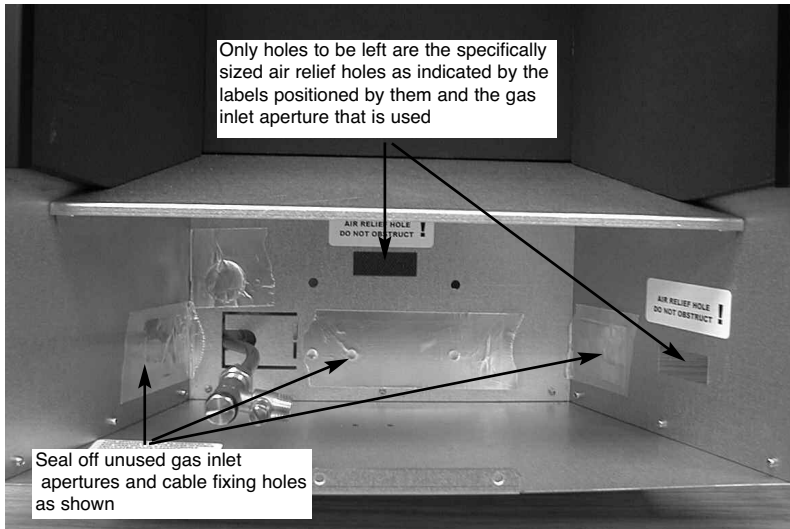 Only holes to be left are the specifically
sized air relief holes as indicated by the
labels positioned by them and the gas
inlet aperture that is used
AIR RELIEF HOLE
DO NOT OBSTRUCT !
AIR RELIEF HOLE
DO NOT OBSTRUCT !
Seal off unused gas inlet
apertures and cable fixing holes
as shown